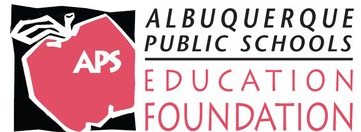 APS
ALBUQUERQUE
PUBLIC SCHOOLS
EDUCATION
FOUNDATION